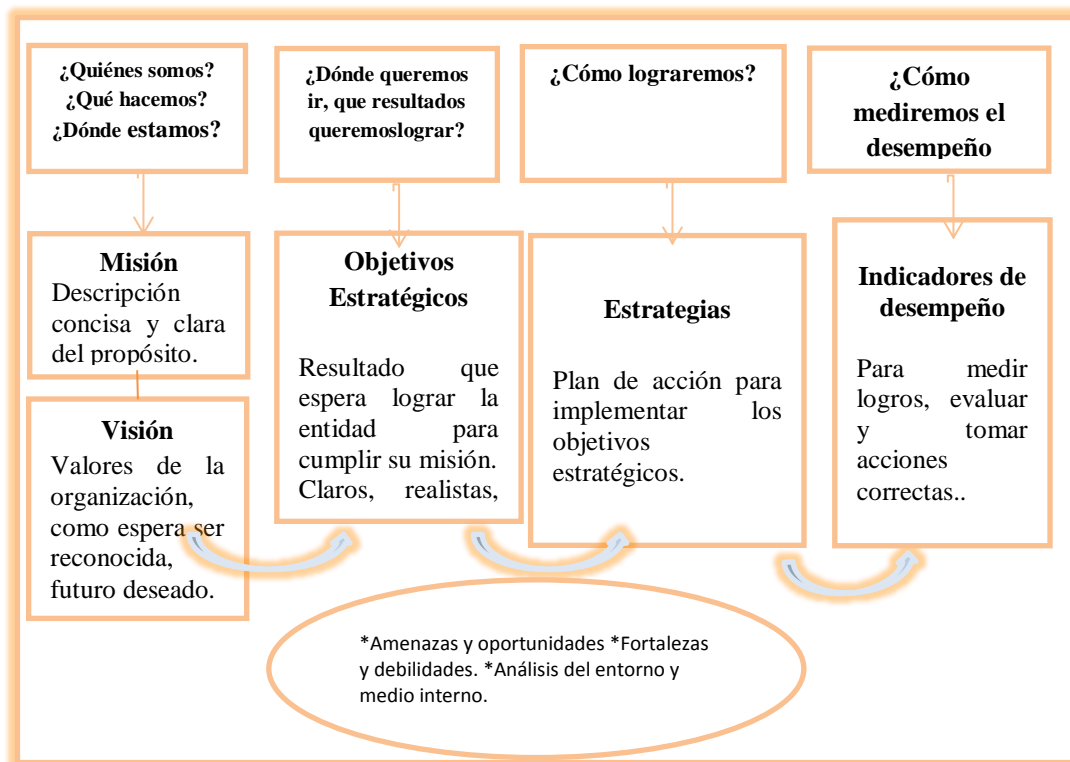 ¿Quiénes somos?
¿Qué hacemos?
¿Dónde estamos?
¿Dónde queremos
ir, que resultados
queremoslograr?
¿Cómo lograremos?
¿Cómo
mediremos el
desempeño
Misión
Descripción
concisa y clara
del propósito.
Visión
Valores de la
organización,
como espera ser
reconocida,
futuro deseado.
Objetivos
Estratégicos
Resultado que
espera lograr la
entidad para
cumplir su misión.
Claros, realistas,
Estrategias
Plan de acción para
implementar los
objetivos
estratégicos.
Indicadores de
desempeño
Para medir
logros, evaluar
y tomar
acciones
correctas..
*Amenazas y oportunidades *Fortalezas
y debilidades. *Análisis del entorno y
medio interno.